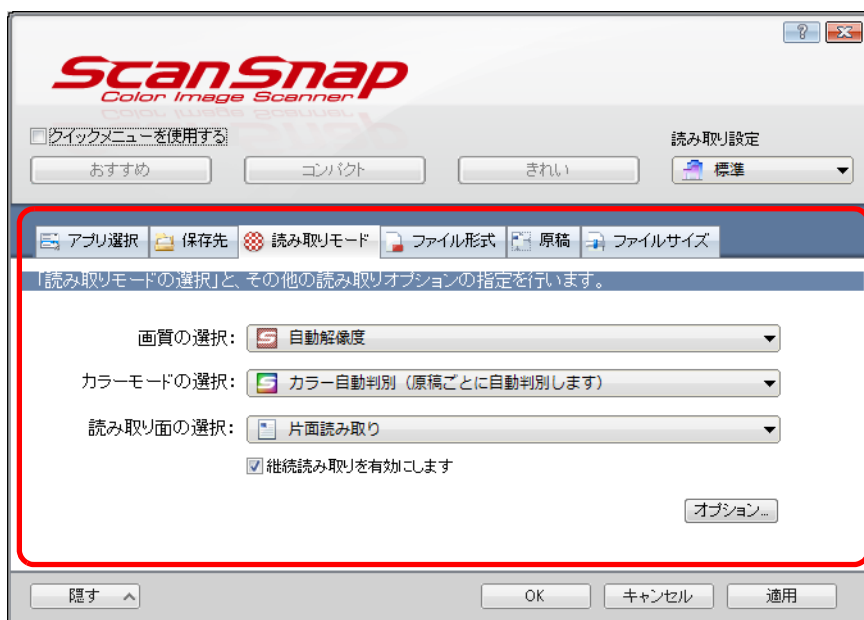 ScanSnap
Color Image Scanner
クイックメニューを使用する
読み取り設定
おすすめ
コンパクト
きれい
標準
アプリ選択
保存先
読み取りモード
ファイル形式
原稿
ファイルサイズ
「読み取りモードの選択」と、その他の読み取りオプションの指定を行います。
画質の選択: 自動解像度
カラーモードの選択: カラー自動判別（原稿ごとに自動判別します）
読み取り面の選択: 片面読み取り
継続読み取りを有効にします
オプション...
隠す
OK
キャンセル
適用